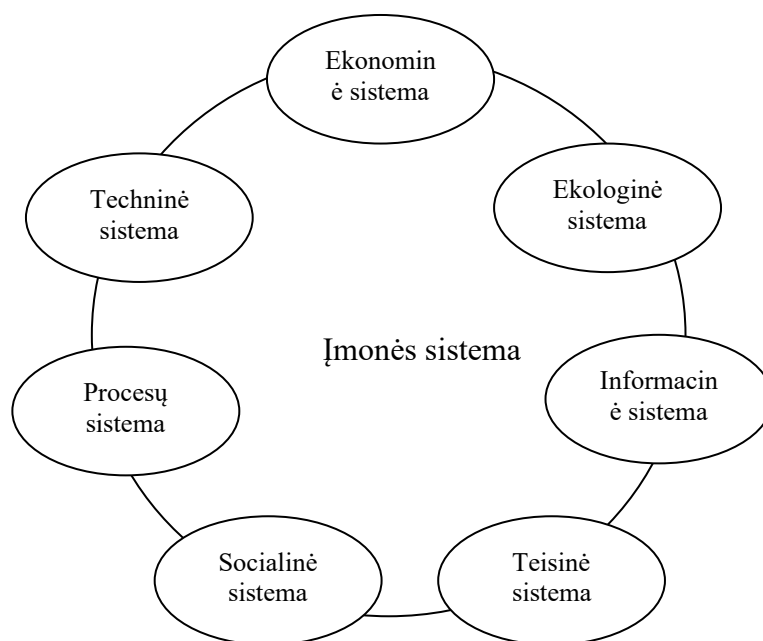 Ekonomin
ė sistema
Techninė
sistema
Ekologinė
sistema
Įmonės sistema
Procesų
sistema
Informacin
ė sistema
Socialinė
sistema
Teisinė
sistema